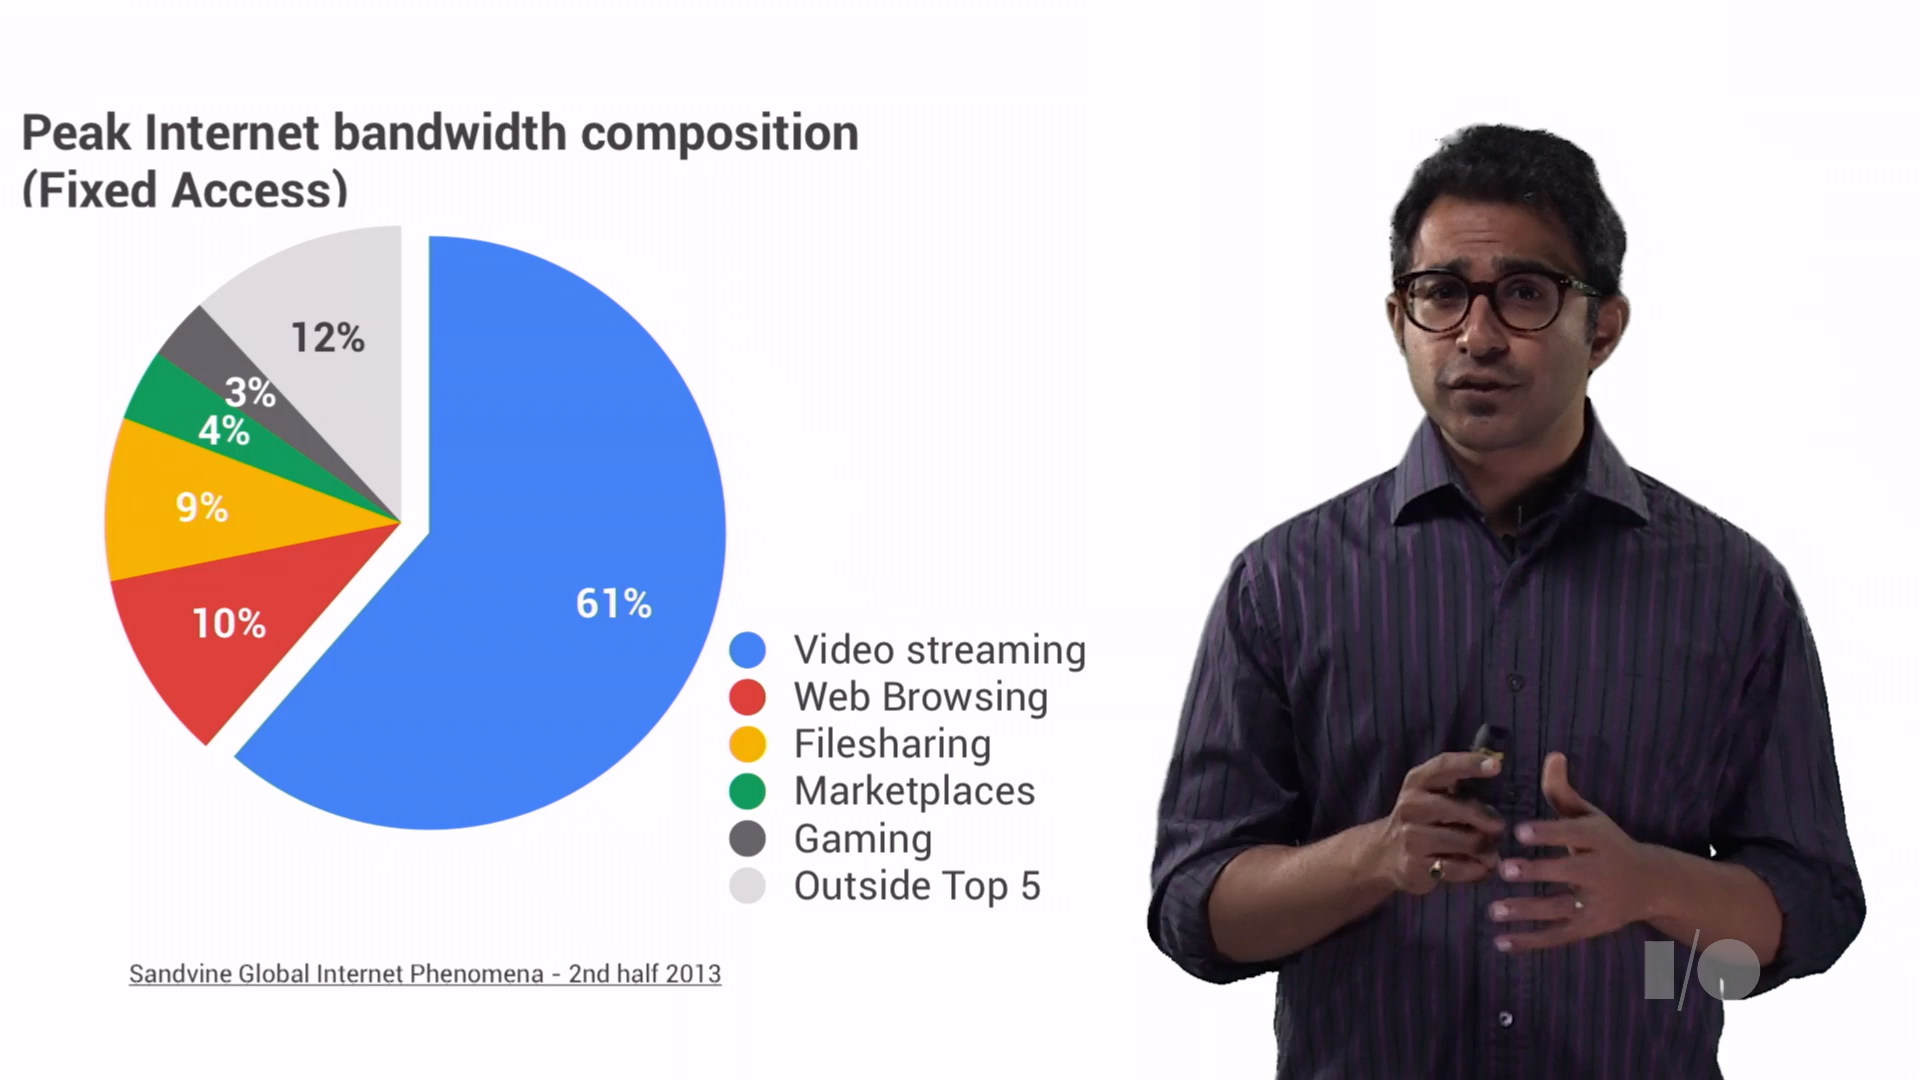 Peak Internet bandwidth composition
(Fixed Access)
12%
3%
4%
9%
10%
61%
Video streaming
Web Browsing
Filesharing
Marketplaces
Gaming
Outside Top 5
Sandvine Global Internet Phenomena - 2nd half 2013
I/O